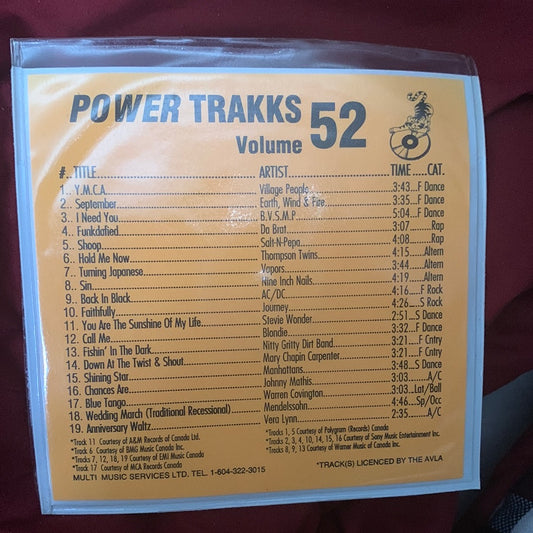 POWER TRAKKS 52
Volume
#.. TITLE ARTIST TIME CAT.
1.. Y.M.C.A. Village People 3:43...F Dance
2.. September Earth, Wind & Fire 3:35...F Dance
3.. I Need You B.V.S.M.P. 5:04...F Dance
4.. Funkdafied Da Brat 3:07 Rap
5.. Shoop Salt-N-Pepa 4:08 Rap
6.. Hold Me Now Thompson Twins 4:15 Altern
7.. Turning Japanese Vapors 3:44 Altern
8.. Sin Nine Inch Nails 4:19 Altern
9.. Back In Black AC/DC 4:16...F Rock
10. Faithfully Journey 4:26...S Rock
11. You Are The Sunshine Of My Life Stevie Wonder 2:51...S Dance
12. Call Me Blondie 3:32...F Dance
13. Fishin' In The Dark Nitty Gritty Dirt Band 3:21...F Cntry
14. Down At The Twist & Shout Mary Chapin Carpenter 3:21...F Cntry
15. Shining Star Manhattans 3:48...S Dance
16. Chances Are Johnny Mathis 3:03 A/C
17. Blue Tango Warren Covington 3:03 Lat/Ball
18. Wedding March (Traditional Recessional) Mendelssohn 4:46 Sp/Occ
19. Anniversary Waltz Vera Lynn 2:35 A/C
*Track 11 Courtesy of A&M Records of Canada Ltd. *Tracks 1, 5 Courtesy of Polygram (Records) Canada
*Track 6 Courtesy of BMG Music Canada Inc. *Tracks 2, 3, 4, 10, 14, 15, 16 Courtesy of Sony Music Entertainment Inc.
*Tracks 7, 12, 18, 19 Courtesy of EMI Music Canada *Tracks 8, 9, 13 Courtesy of Warner Music of Canada Inc.
*Track 17 Courtesy of MCA Records Canada
MULTI MUSIC SERVICES LTD. TEL. 1-604-322-3015 *TRACK(S) LICENCED BY THE AVLA